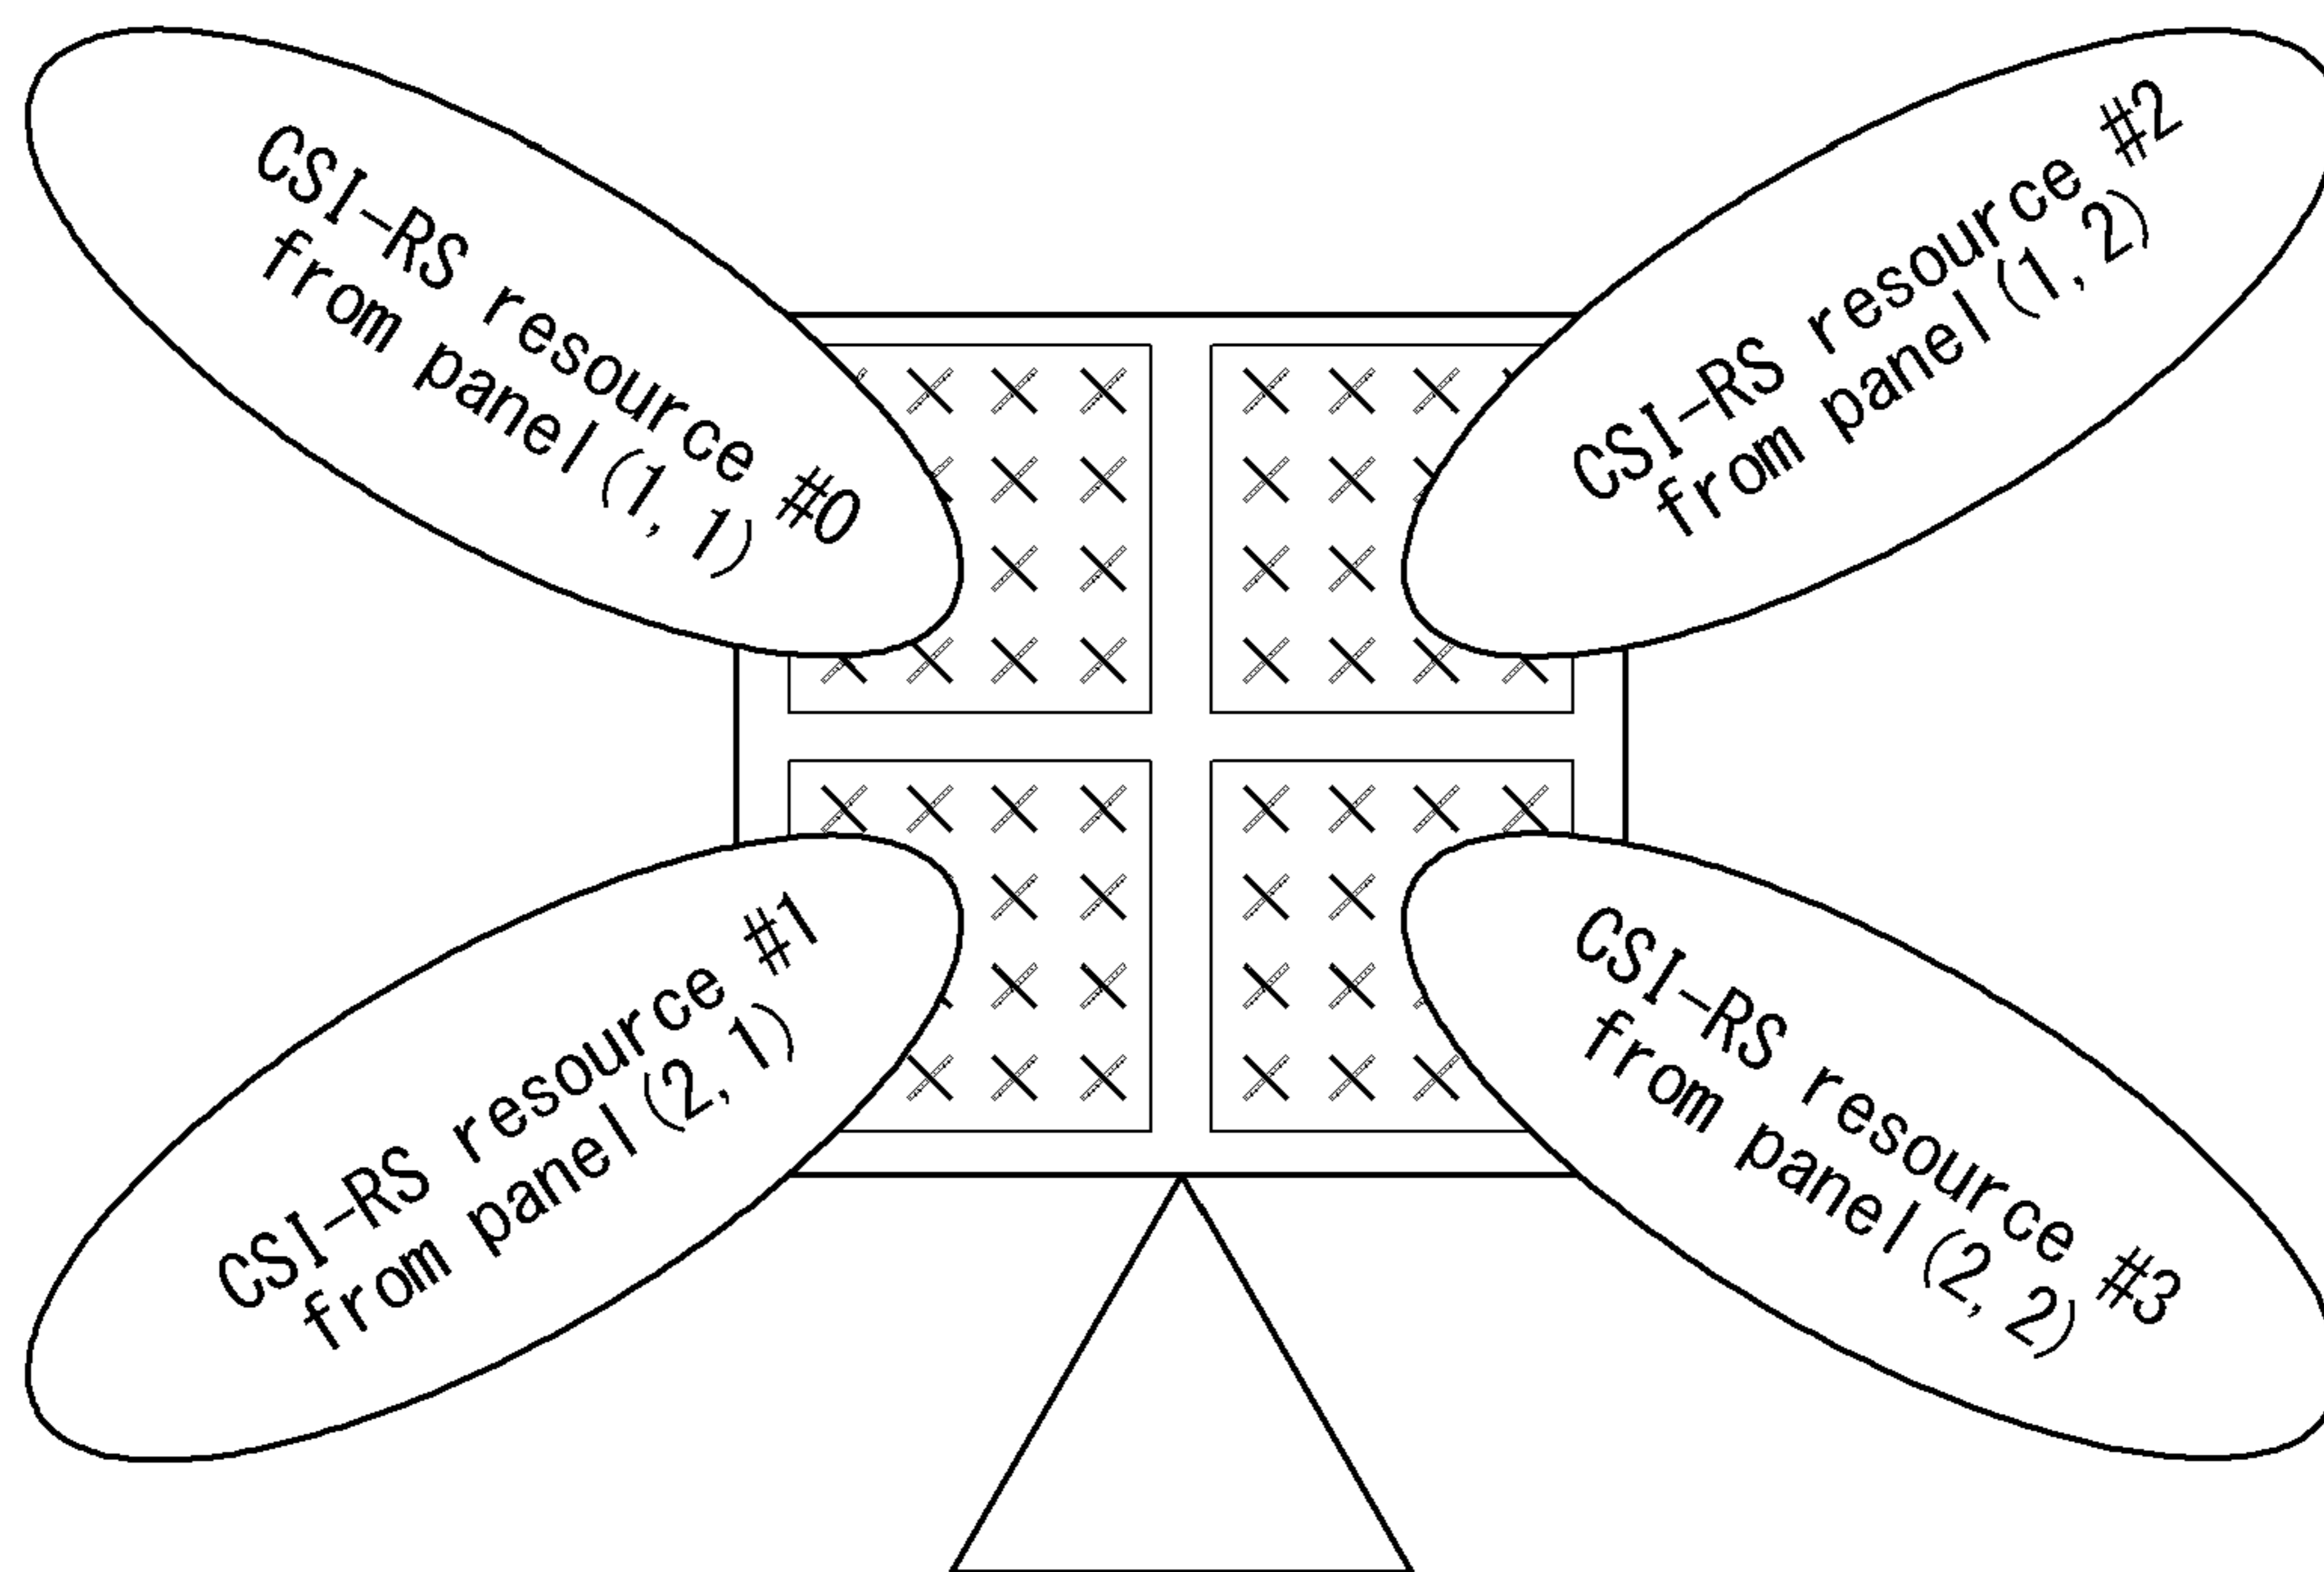 CSI-RS resource #0
from panel(1, 1)
CSI-RS resource #2
from panel(1, 2)
CSI-RS resource #1
from panel(2, 1)
CSI-RS resource #3
from panel(2, 2)